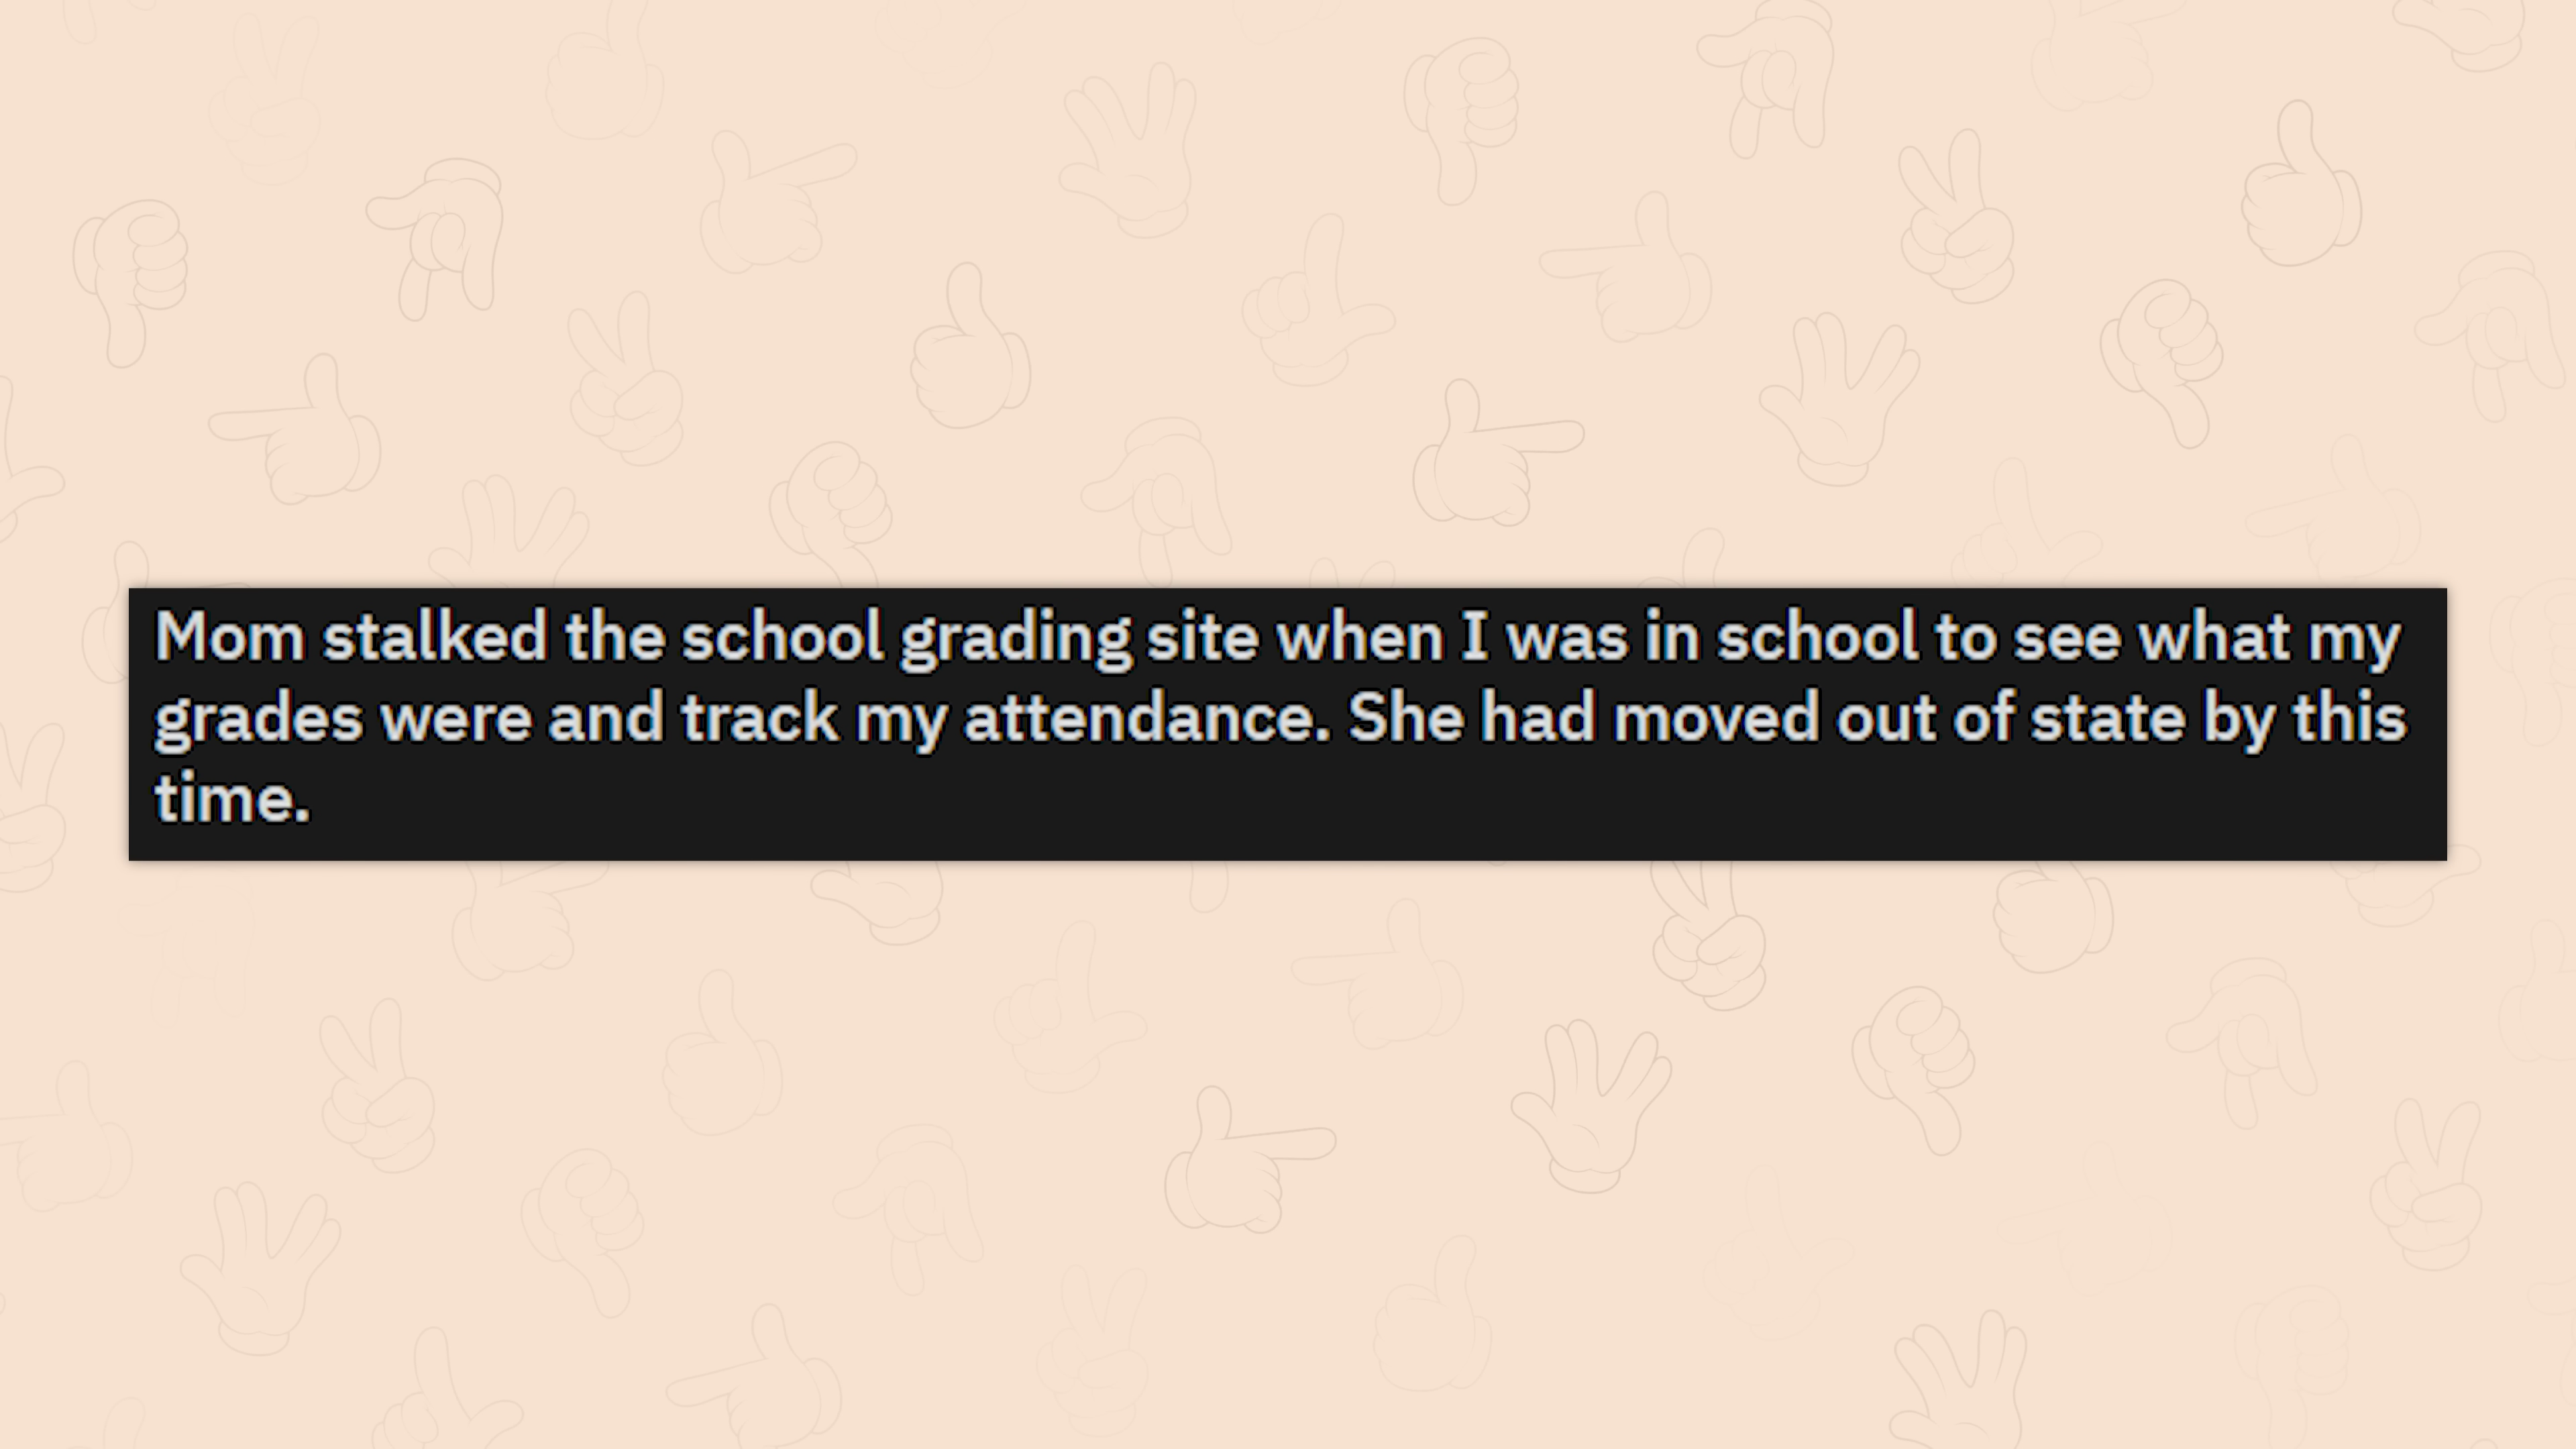 Mom stalked the school grading site when I was in school to see what my
grades were and track my attendance. She had moved out of state by this
time.